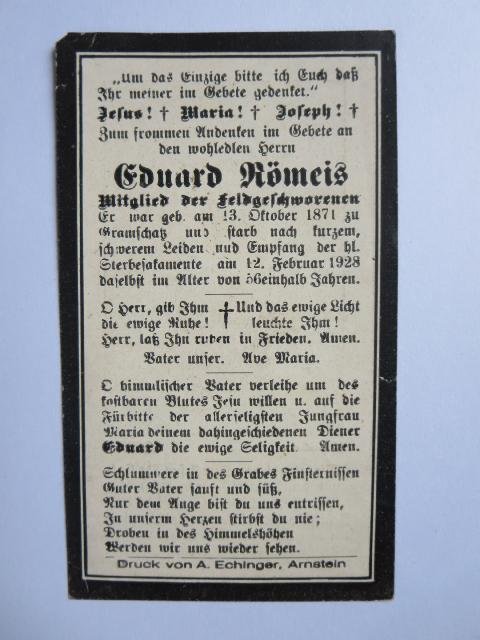 „Um das Einzige bitte ich Euch daß
Ihr meiner im Gebete gedenket.“
Jesus! † Maria! † Joseph! †
Zum frommen Andenken im Gebete an
den wohledlen Herrn
Eduard Römeis
Mitglied der Feldgeschworenen
Er war geb. am 13. Oktober 1871 zu
Gramschatz und starb nach kurzem,
schwerem Leiden und Empfang der hl.
Sterbesakamente am 12. Februar 1928
daselbst im Alter von 56einhalb Jahren.
O Herr, gib Ihm † Und das ewige Licht
die ewige Ruhe! leuchte Ihm!
Herr, laß Ihn ruhen in Frieden. Amen.
Vater unser. Ave Maria.
O himmlischer Vater verleihe um des
kostbaren Blutes Jesu willen u. auf die
Fürbitte der allerseligsten Jungfrau
Maria deinem dahingeschiedenen Diener
Eduard die ewige Seligkeit. Amen.
Schlummere in des Grabes Finsternissen
Guter Vater sanft und süß,
Nur dem Auge bist du uns entrissen,
In unserm Herzen stirbst du nie;
Droben in des Himmelshöhen
Werden wir uns wieder sehen.
Druck von A. Echinger, Arnstein